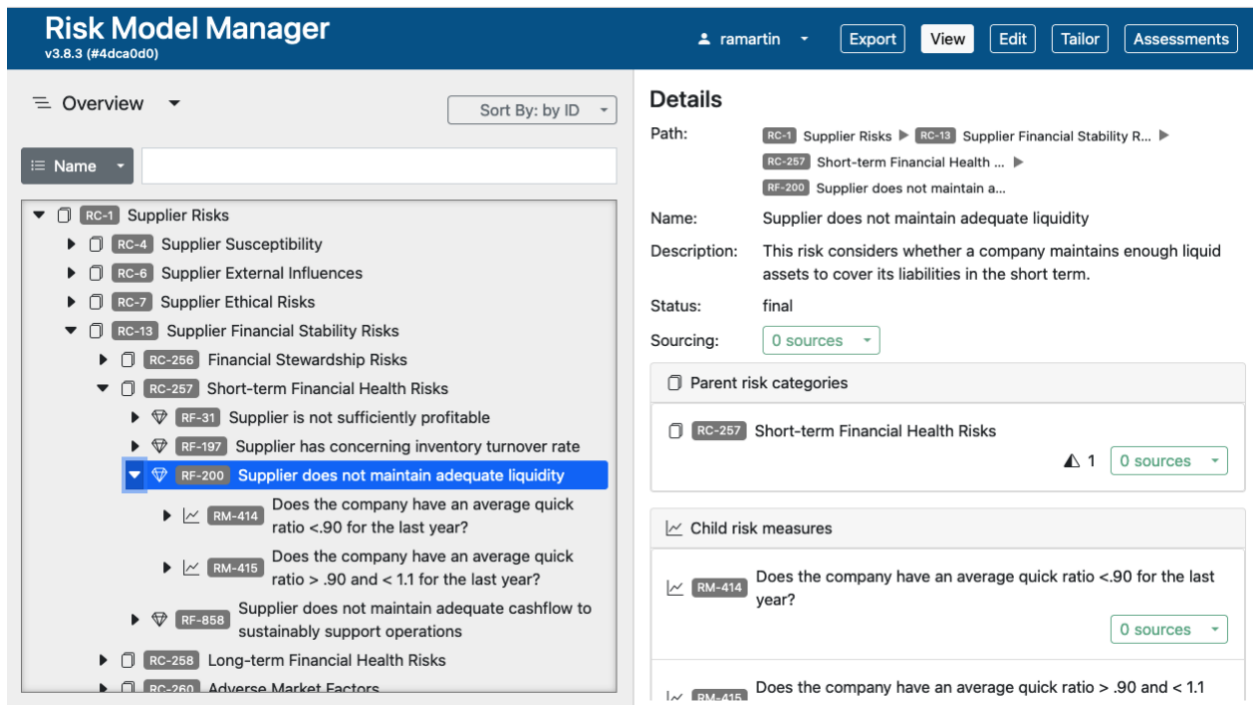 Risk Model Manager
v3.8.3 (#4dca0d0)
ramartin
Export
View
Edit
Tailor
Assessments
Overview
Sort By: by ID
Name
RC-1 Supplier Risks
RC-4 Supplier Susceptibility
RC-6 Supplier External Influences
RC-7 Supplier Ethical Risks
RC-13 Supplier Financial Stability Risks
RC-256 Financial Stewardship Risks
RC-257 Short-term Financial Health Risks
RF-31 Supplier is not sufficiently profitable
RF-197 Supplier has concerning inventory turnover rate
RF-200 Supplier does not maintain adequate liquidity
RM-414 Does the company have an average quick
ratio <.90 for the last year?
RM-415 Does the company have an average quick
ratio > .90 and < 1.1 for the last year?
RF-858 Supplier does not maintain adequate cashflow to
sustainably support operations
RC-258 Long-term Financial Health Risks
RC-260 Adverse Market Factors
Details
Path: RC-1 Supplier Risks RC-13 Supplier Financial Stability R...
RC-257 Short-term Financial Health ...
RF-200 Supplier does not maintain a...
Name: Supplier does not maintain adequate liquidity
Description: This risk considers whether a company maintains enough liquid
assets to cover its liabilities in the short term.
Status: final
Sourcing: 0 sources
Parent risk categories
RC-257 Short-term Financial Health Risks
1 0 sources
Child risk measures
RM-414 Does the company have an average quick ratio <.90 for the last
year?
0 sources
RM-415 Does the company have an average quick ratio > .90 and < 1.1